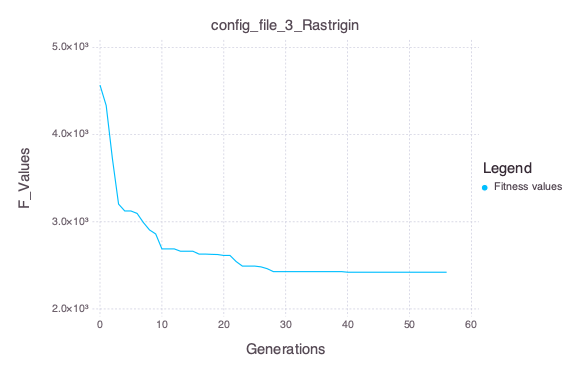 config_file_3_Rastrigin
5.0×10³
4.0×10³
3.0×10³
2.0×10³
F_Values
0 10 20 30 40 50 60
Generations
Legend
Fitness values